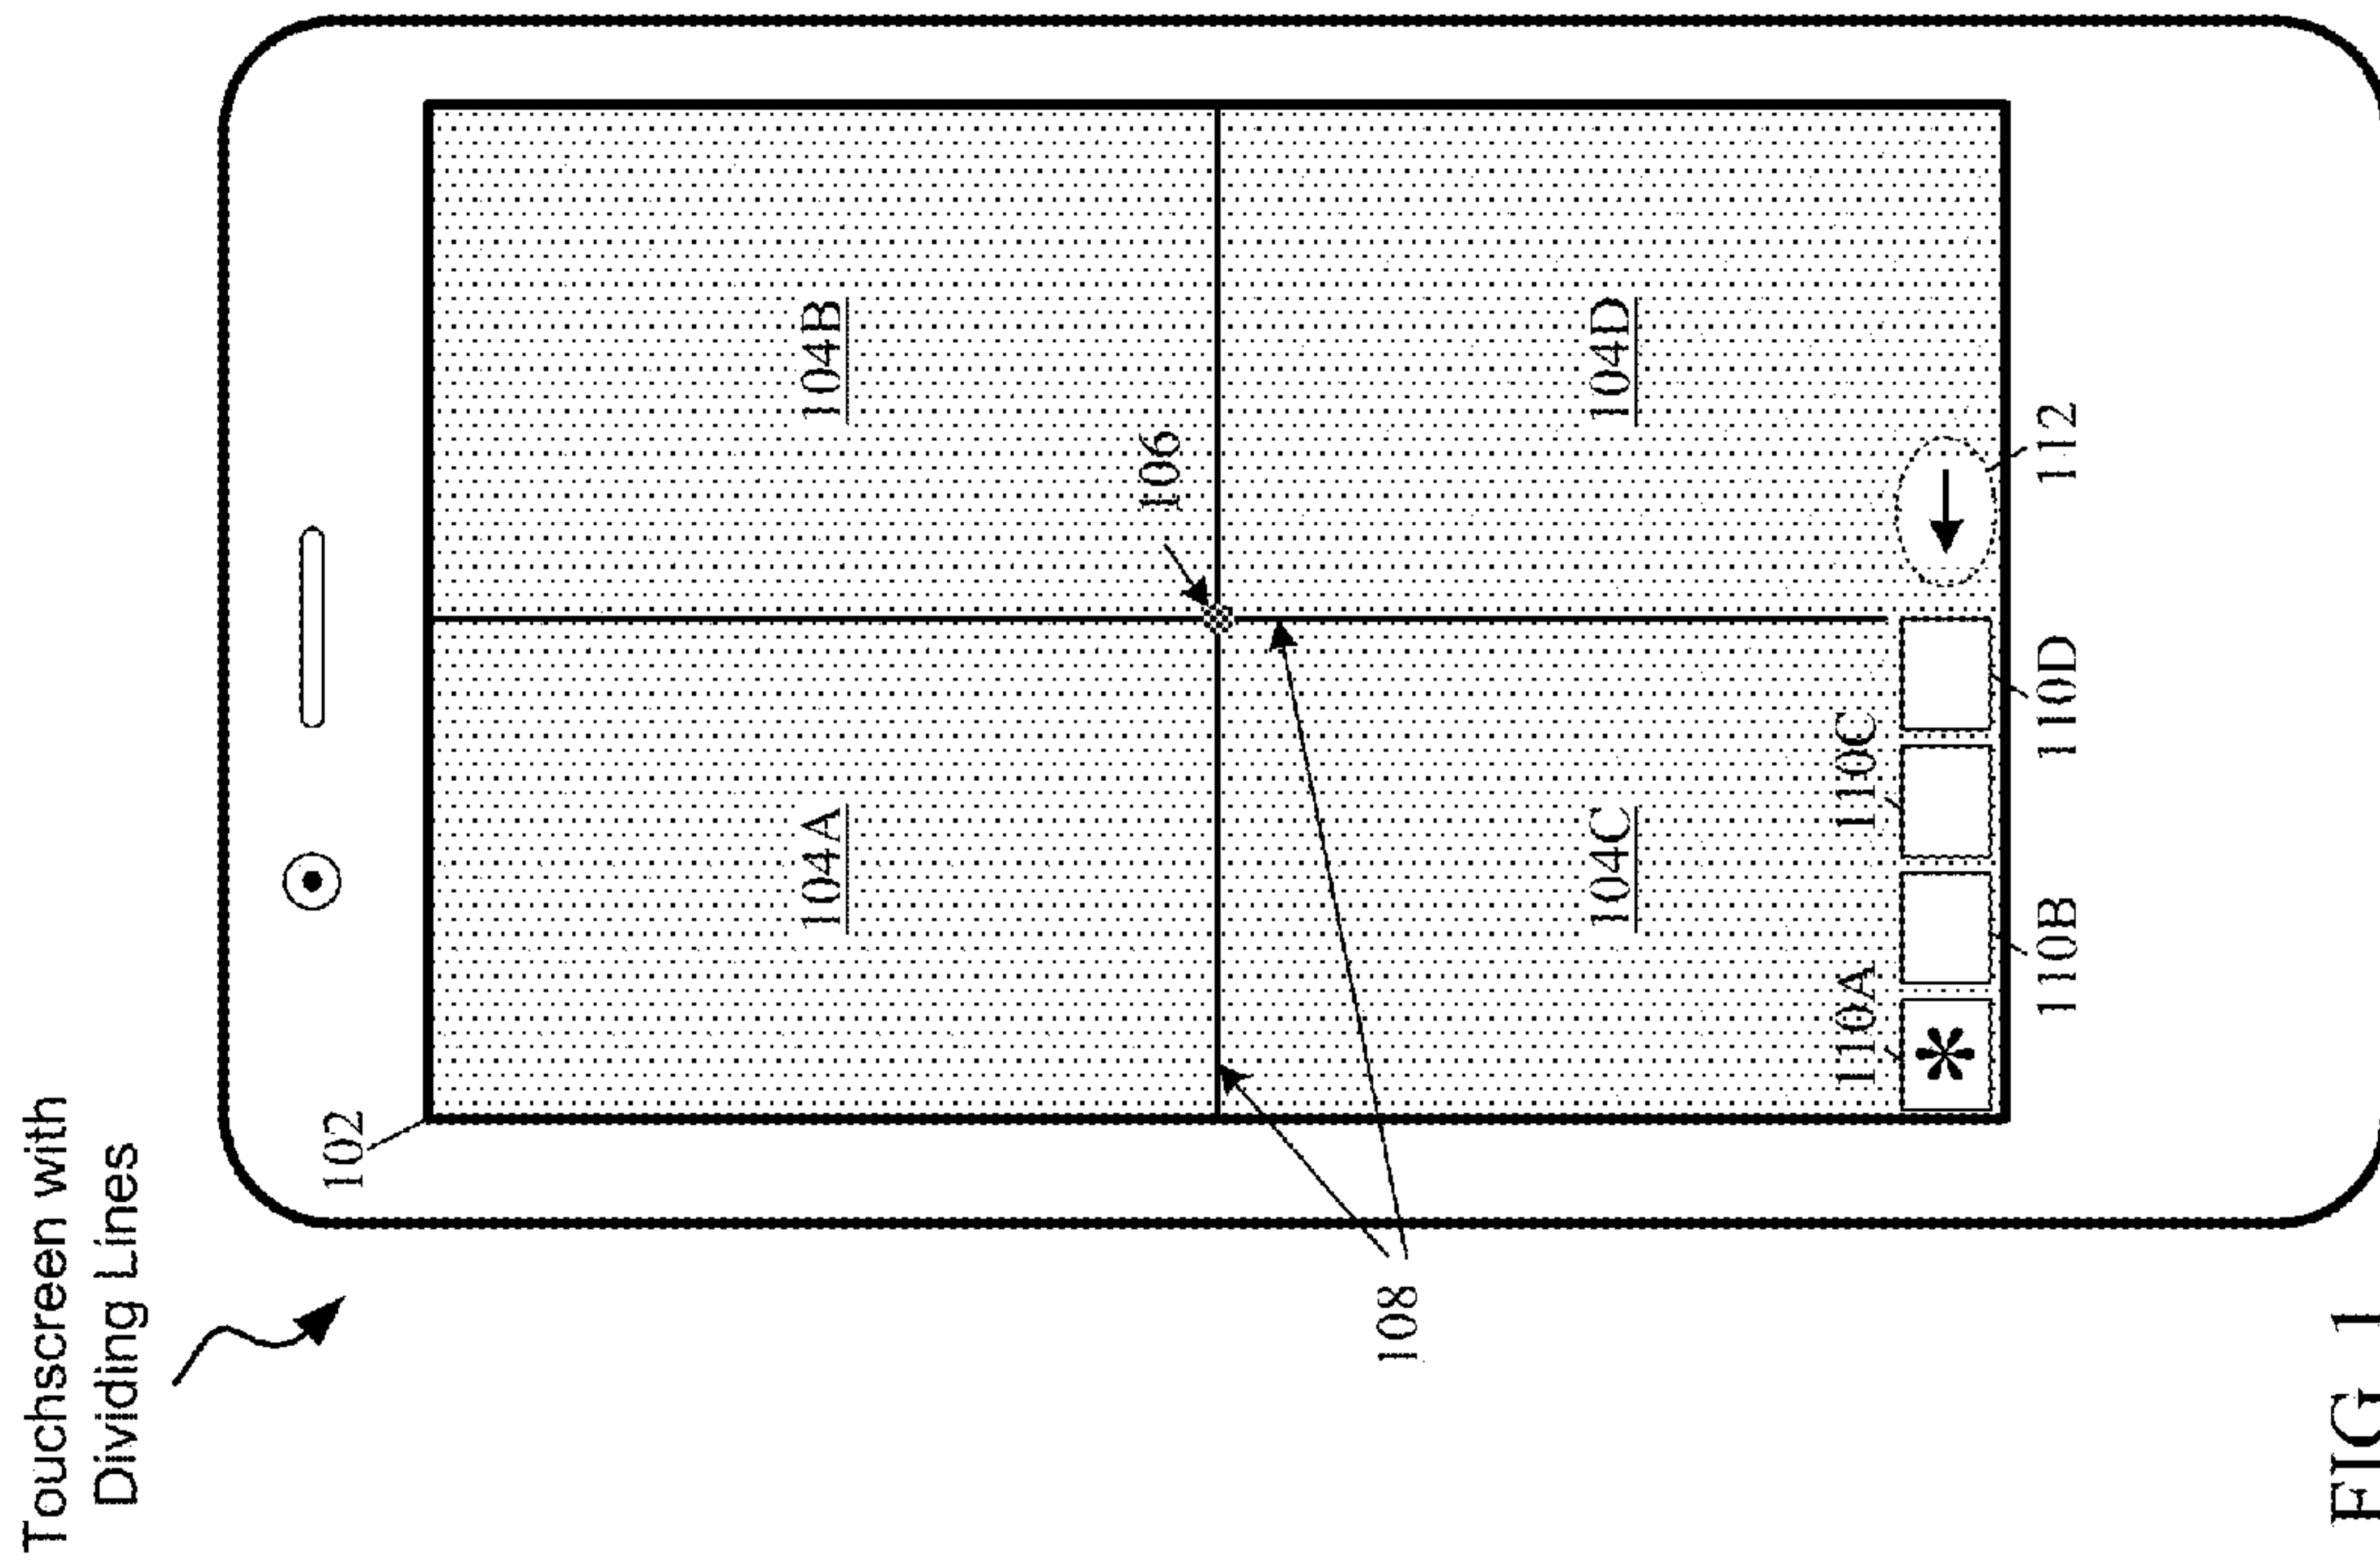 Touchscreen with
Dividing Lines
102
104A 104B
106
108
104C 104D
110A 110C
110B 110D 112
FIG. 1